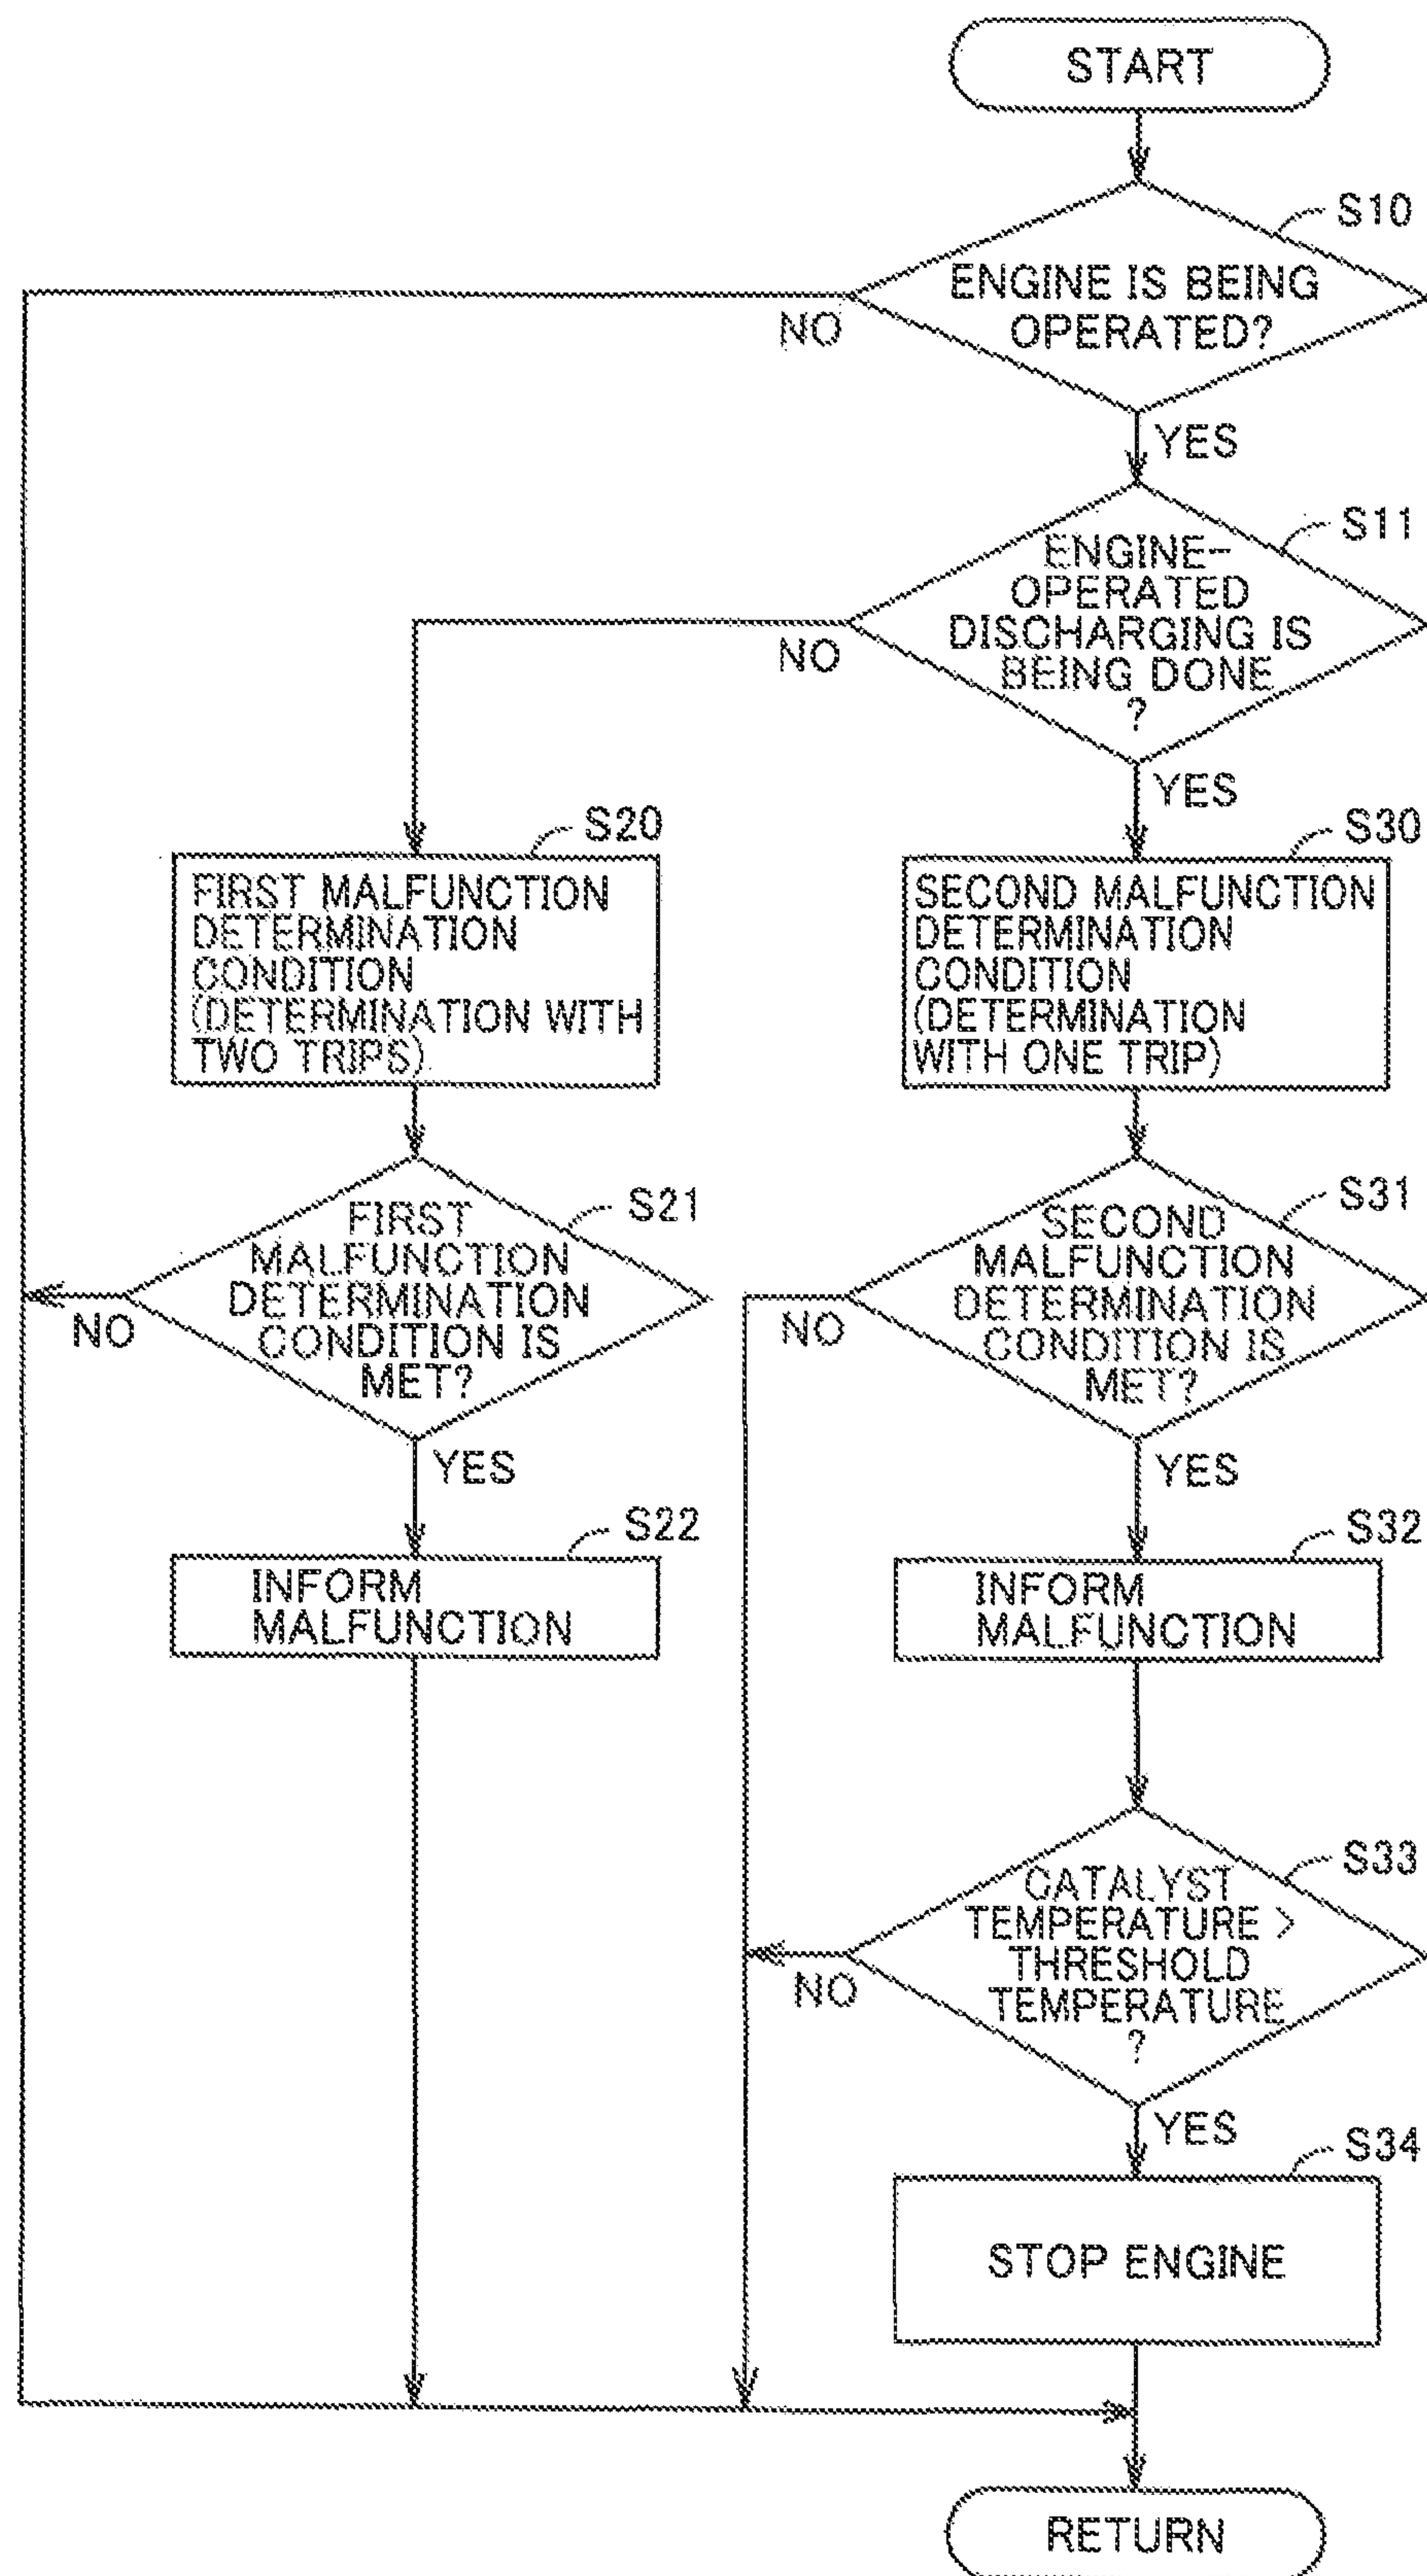 START
S10
ENGINE IS BEING
OPERATED?
NO
YES
S11
ENGINE-
OPERATED
DISCHARGING IS
BEING DONE
?
NO
YES
S20
FIRST MALFUNCTION
DETERMINATION
CONDITION
(DETERMINATION WITH
TWO TRIPS)
S30
SECOND MALFUNCTION
DETERMINATION
CONDITION
(DETERMINATION
WITH ONE TRIP)
S21
FIRST
MALFUNCTION
DETERMINATION
CONDITION IS
MET?
NO
YES
S31
SECOND
MALFUNCTION
DETERMINATION
CONDITION IS
MET?
NO
YES
S22
INFORM
MALFUNCTION
S32
INFORM
MALFUNCTION
S33
CATALYST
TEMPERATURE >
THRESHOLD
TEMPERATURE
?
NO
YES
S34
STOP ENGINE
RETURN